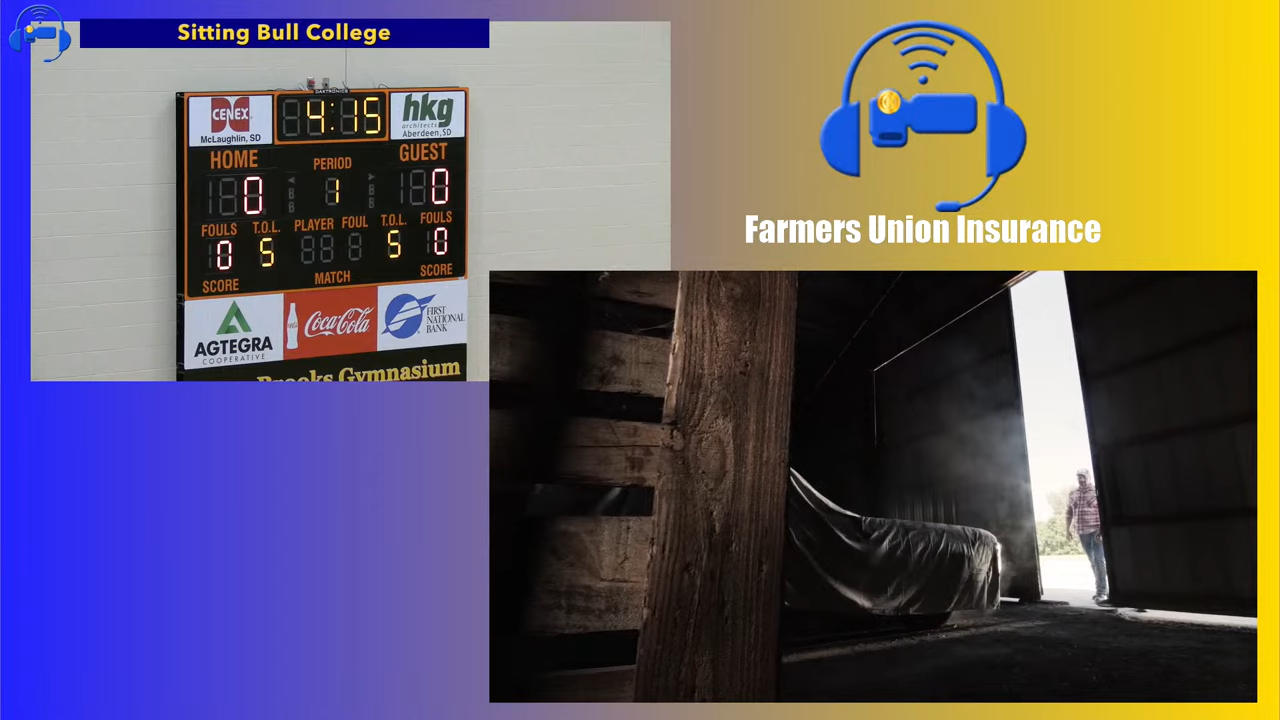 Sitting Bull College
DAKTRONICS
CENEX
McLaughlin, SD
4:15
hkg
architects
Aberdeen, SD
HOME
PERIOD
GUEST
0
1
0
FOULS T.O.L. PLAYER FOUL T.O.L. FOULS
0 5 5 0
SCORE MATCH SCORE
AGTEGRA
COOPERATIVE
Coca-Cola
FIRST
NATIONAL
BANK
Brooks Gymnasium
Farmers Union Insurance